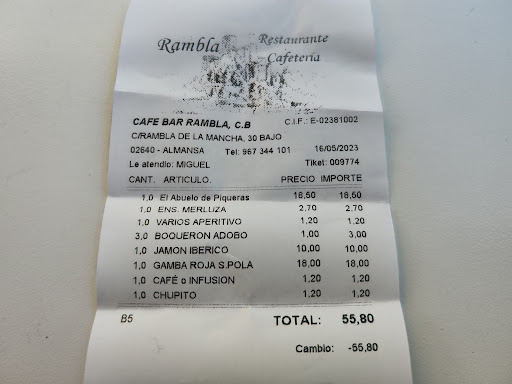 Rambla Restaurante
Cafetería
CAFE BAR RAMBLA, C.B C.I.F.: E-02381002
C/RAMBLA DE LA MANCHA, 30 BAJO
02640 - ALMANSA Tel: 967 344 101 16/05/2023
Le atendio: MIGUEL Tiket: 009774
CANT. ARTICULO. PRECIO IMPORTE
1,0 El Abuelo de Piqueras 18,50 18,50
1,0 ENS. MERLUZA 2,70 2,70
1,0 VARIOS APERITIVO 1,20 1,20
3,0 BOQUERON ADOBO 1,00 3,00
1,0 JAMON IBERICO 10,00 10,00
1,0 GAMBA ROJA S.POLA 18,00 18,00
1,0 CAFÉ o INFUSION 1,20 1,20
1,0 CHUPITO 1,20 1,20
B5 TOTAL: 55,80
Cambio: -55,80